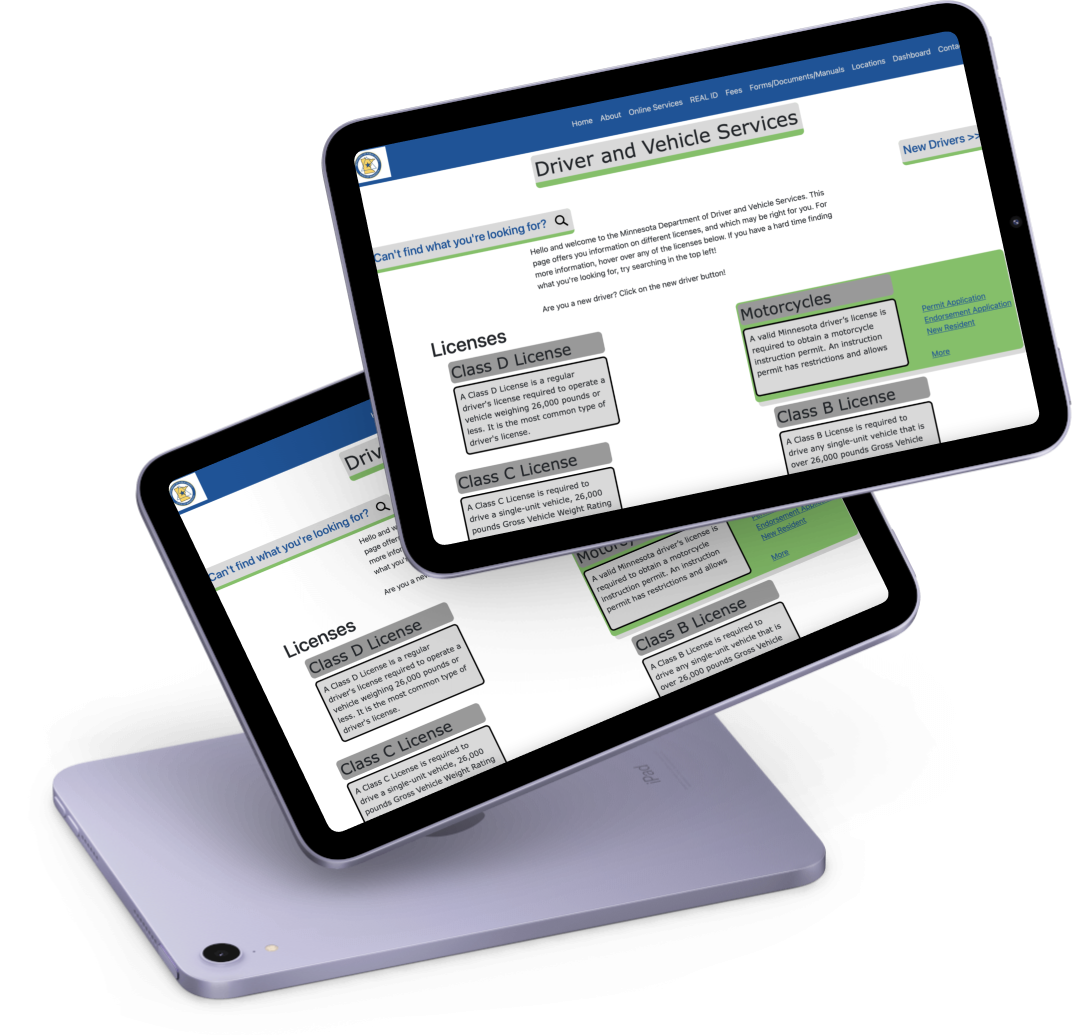 Home About Online Services REAL ID Fees Forms/Documents/Manuals Locations Dashboard
Driver and Vehicle Services
New Drivers >>
Can't find what you're looking for?
Hello and welcome to the Minnesota Department of Driver and Vehicle Services. This
page offers you information on different licenses, and which may be right for you. For
more information, hover over any of the licenses below. If you have a hard time finding
what you're looking for, try searching in the top left!
Are you a new driver? Click on the new driver button!
Licenses
Class D License
A Class D License is a regular
driver's license required to operate a
vehicle weighing 26,000 pounds or
less. It is the most common type of
driver's license.
Class C License
A Class C License is required to
drive a single-unit vehicle, 26,000
pounds Gross Vehicle Weight Rating
Motorcycles
A valid Minnesota driver's license is
required to obtain a motorcycle
instruction permit. An instruction
permit has restrictions and allows
Permit Application
Endorsement Application
New Resident
More
Class B License
A Class B License is required to
drive any single-unit vehicle that is
over 26,000 pounds Gross Vehicle
Driv
Can't find what you're looking for?
Hello and w
page offers
more infor
what you'
Are you a new
Licenses
Class D License
A Class D License is a regular
driver's license required to operate a
vehicle weighing 26,000 pounds or
less. It is the most common type of
driver's license.
Class C License
A Class C License is required to
drive a single-unit vehicle, 26,000
pounds Gross Vehicle Weight Rating
Motorcy
A valid Minnesota driver's license is
required to obtain a motorcycle
instruction permit. An instruction
permit has restrictions and allows
Endorsement Applica
New Resident
More
Class B License
A Class B License is required to
drive any single-unit vehicle that is
over 26,000 pounds Gross Vehicle
iPad